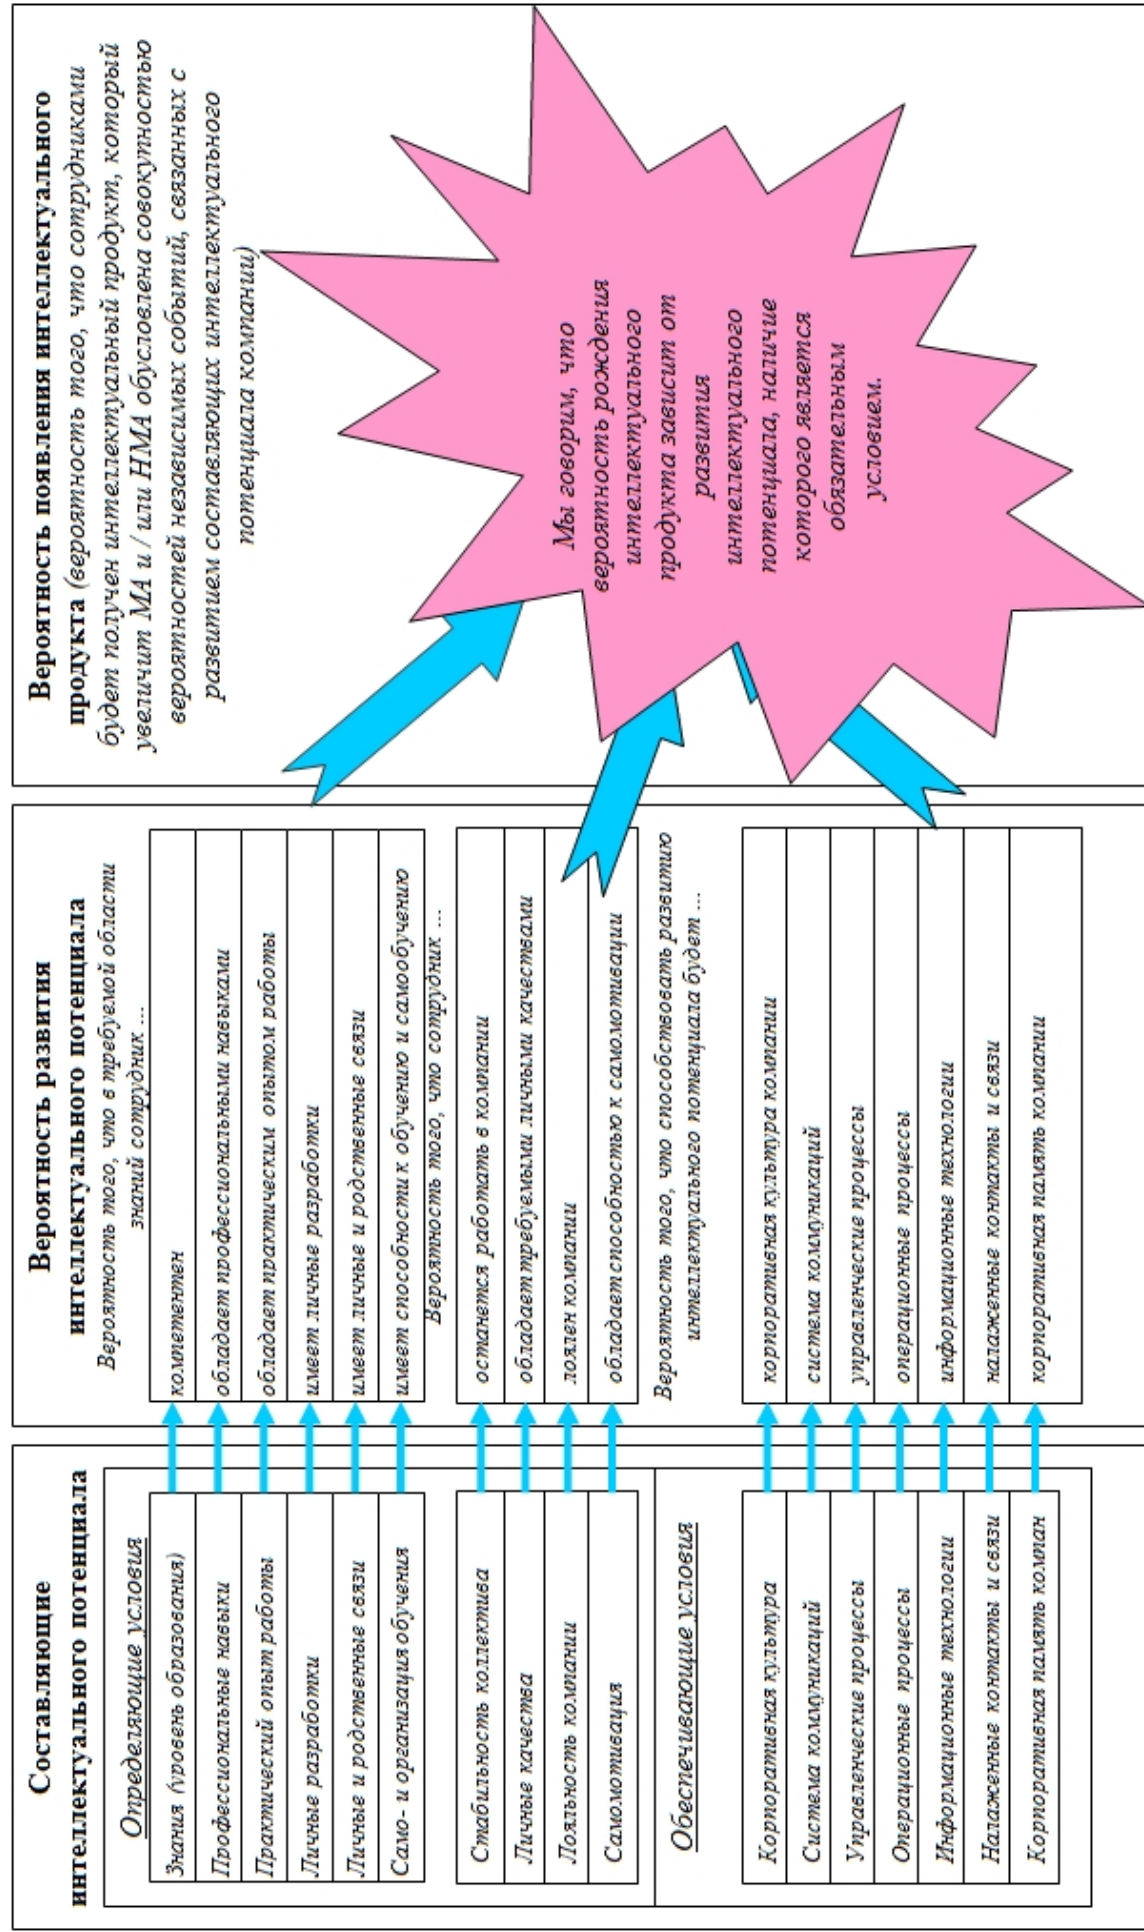 Составляющие
интеллектуального потенциала
Определяющие условия
Знания (уровень образования)
Профессиональные навыки
Практический опыт работы
Личные разработки
Личные и родственные связи
Само- и организация обучения
Стабильность коллектива
Личные качества
Лояльность компании
Самомотивация
Обеспечивающие условия
Корпоративная культура
Система коммуникаций
Управленческие процессы
Операционные процессы
Информационные технологии
Налаженные контакты и связи
Корпоративная память компан
Вероятность развития
интеллектуального потенциала
Вероятность того, что в требуемой области
знаний сотрудник ...
компетентен
обладает профессиональными навыками
обладает практическим опытом работы
имеет личные разработки
имеет личные и родственные связи
имеет способности к обучению и самообучению
Вероятность того, что сотрудник ...
останется работать в компании
обладает требуемыми личными качествами
лоялен компании
обладает способностью к самомотивации
Вероятность того, что способствовать развитию
интеллектуального потенциала будет ...
корпоративная культура компании
система коммуникаций
управленческие процессы
операционные процессы
информационные технологии
налаженные контакты и связи
корпоративная память компании
Вероятность появления интеллектуального
продукта (вероятность того, что сотрудниками
будет получен интеллектуальный продукт, который
увеличит МА и / или НМА обусловлена совокупностью
вероятностей независимых событий, связанных с
развитием составляющих интеллектуального
потенциала компании)
Мы говорим, что
вероятность рождения
интеллектуального
продукта зависит от
развития
интеллектуального
потенциала, наличие
которого является
обязательным
условием.